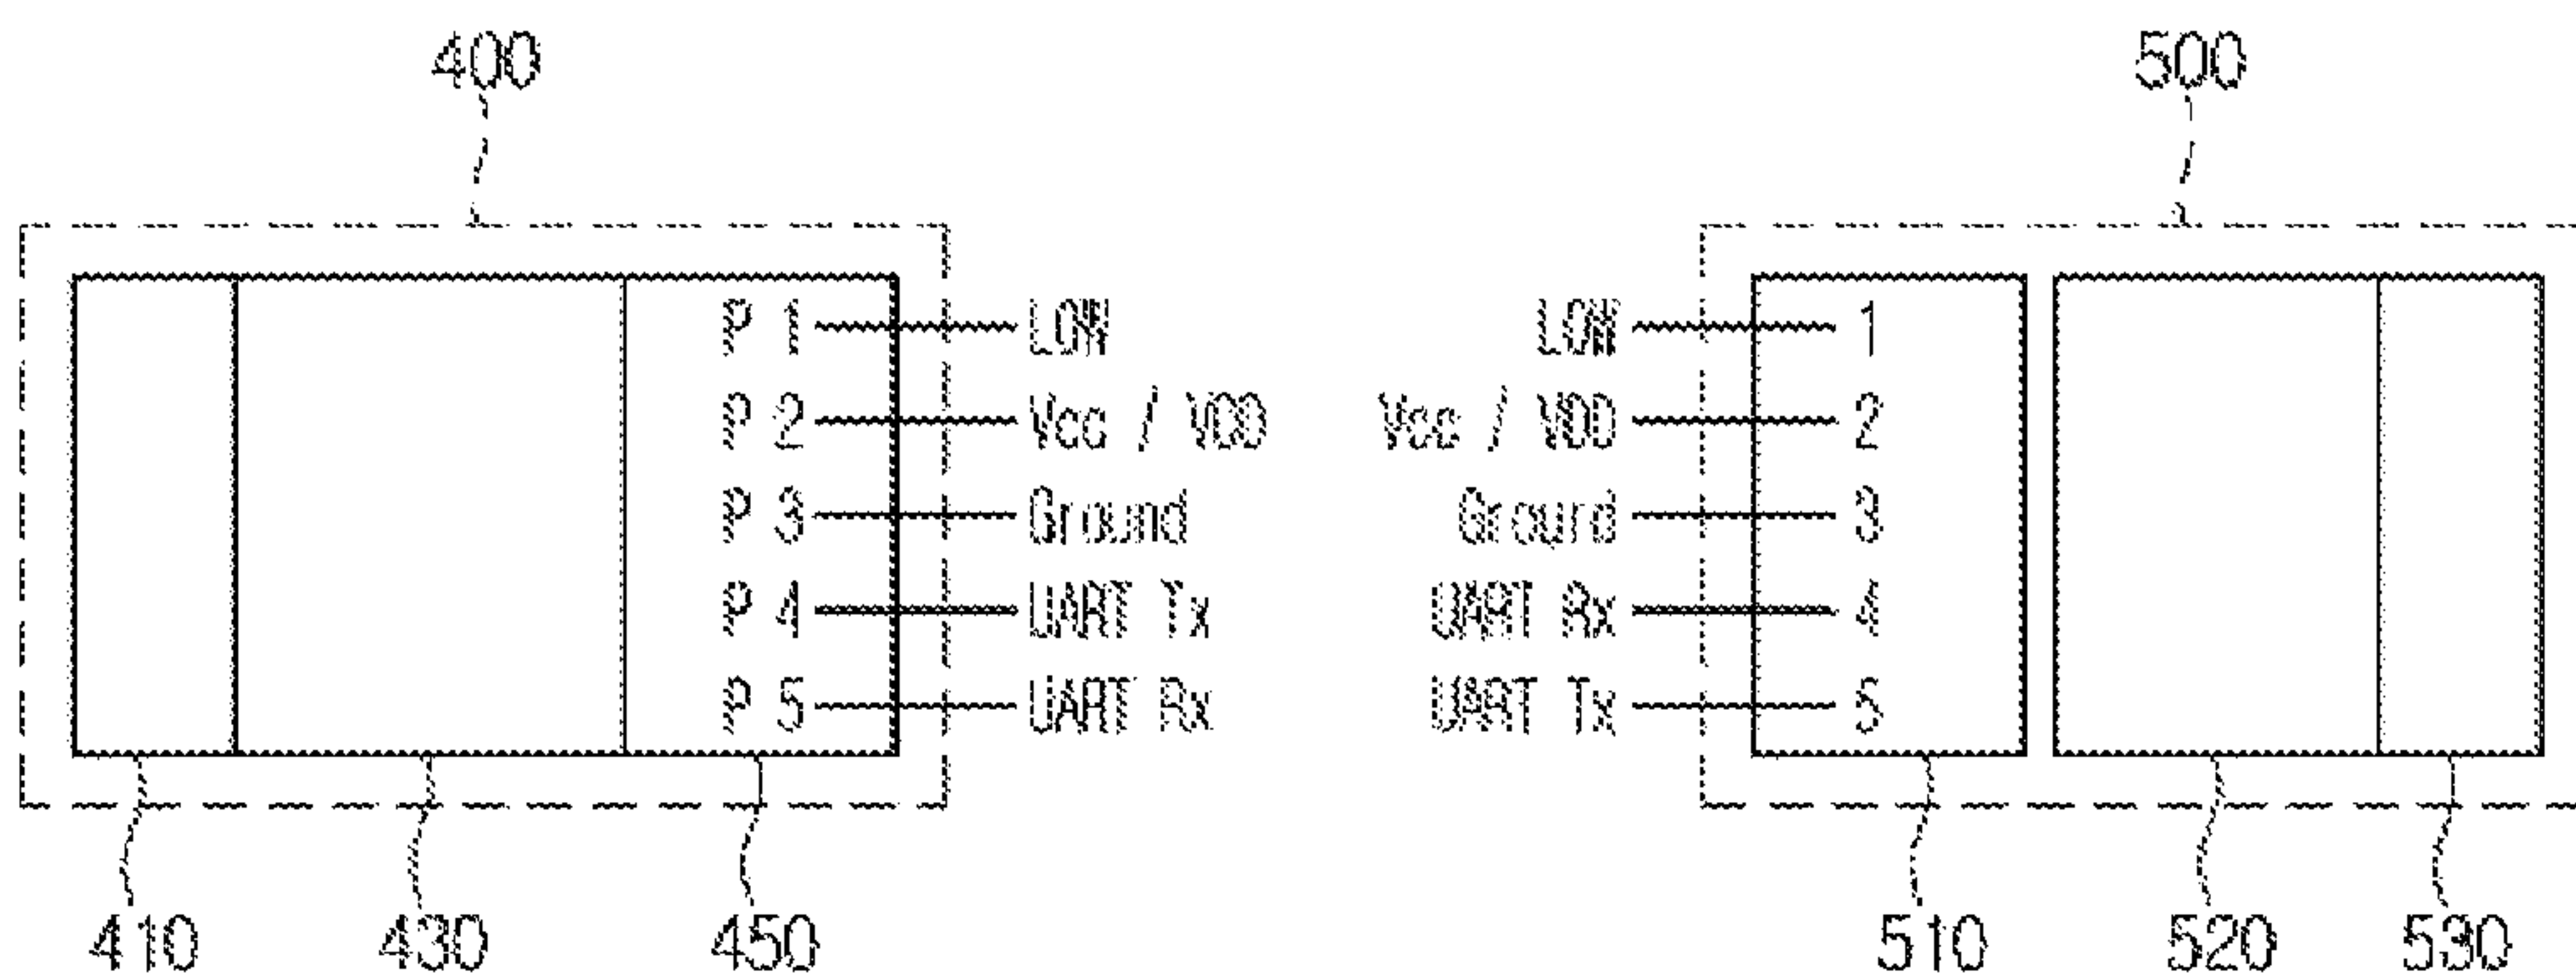 400 500
P 1 LOW LOW 1
P 2 Vcc / VDD Vcc / VDD 2
P 3 Ground Ground 3
P 4 UART Tx UART Rx 4
P 5 UART Rx UART Tx 5
410 430 450 510 520 530